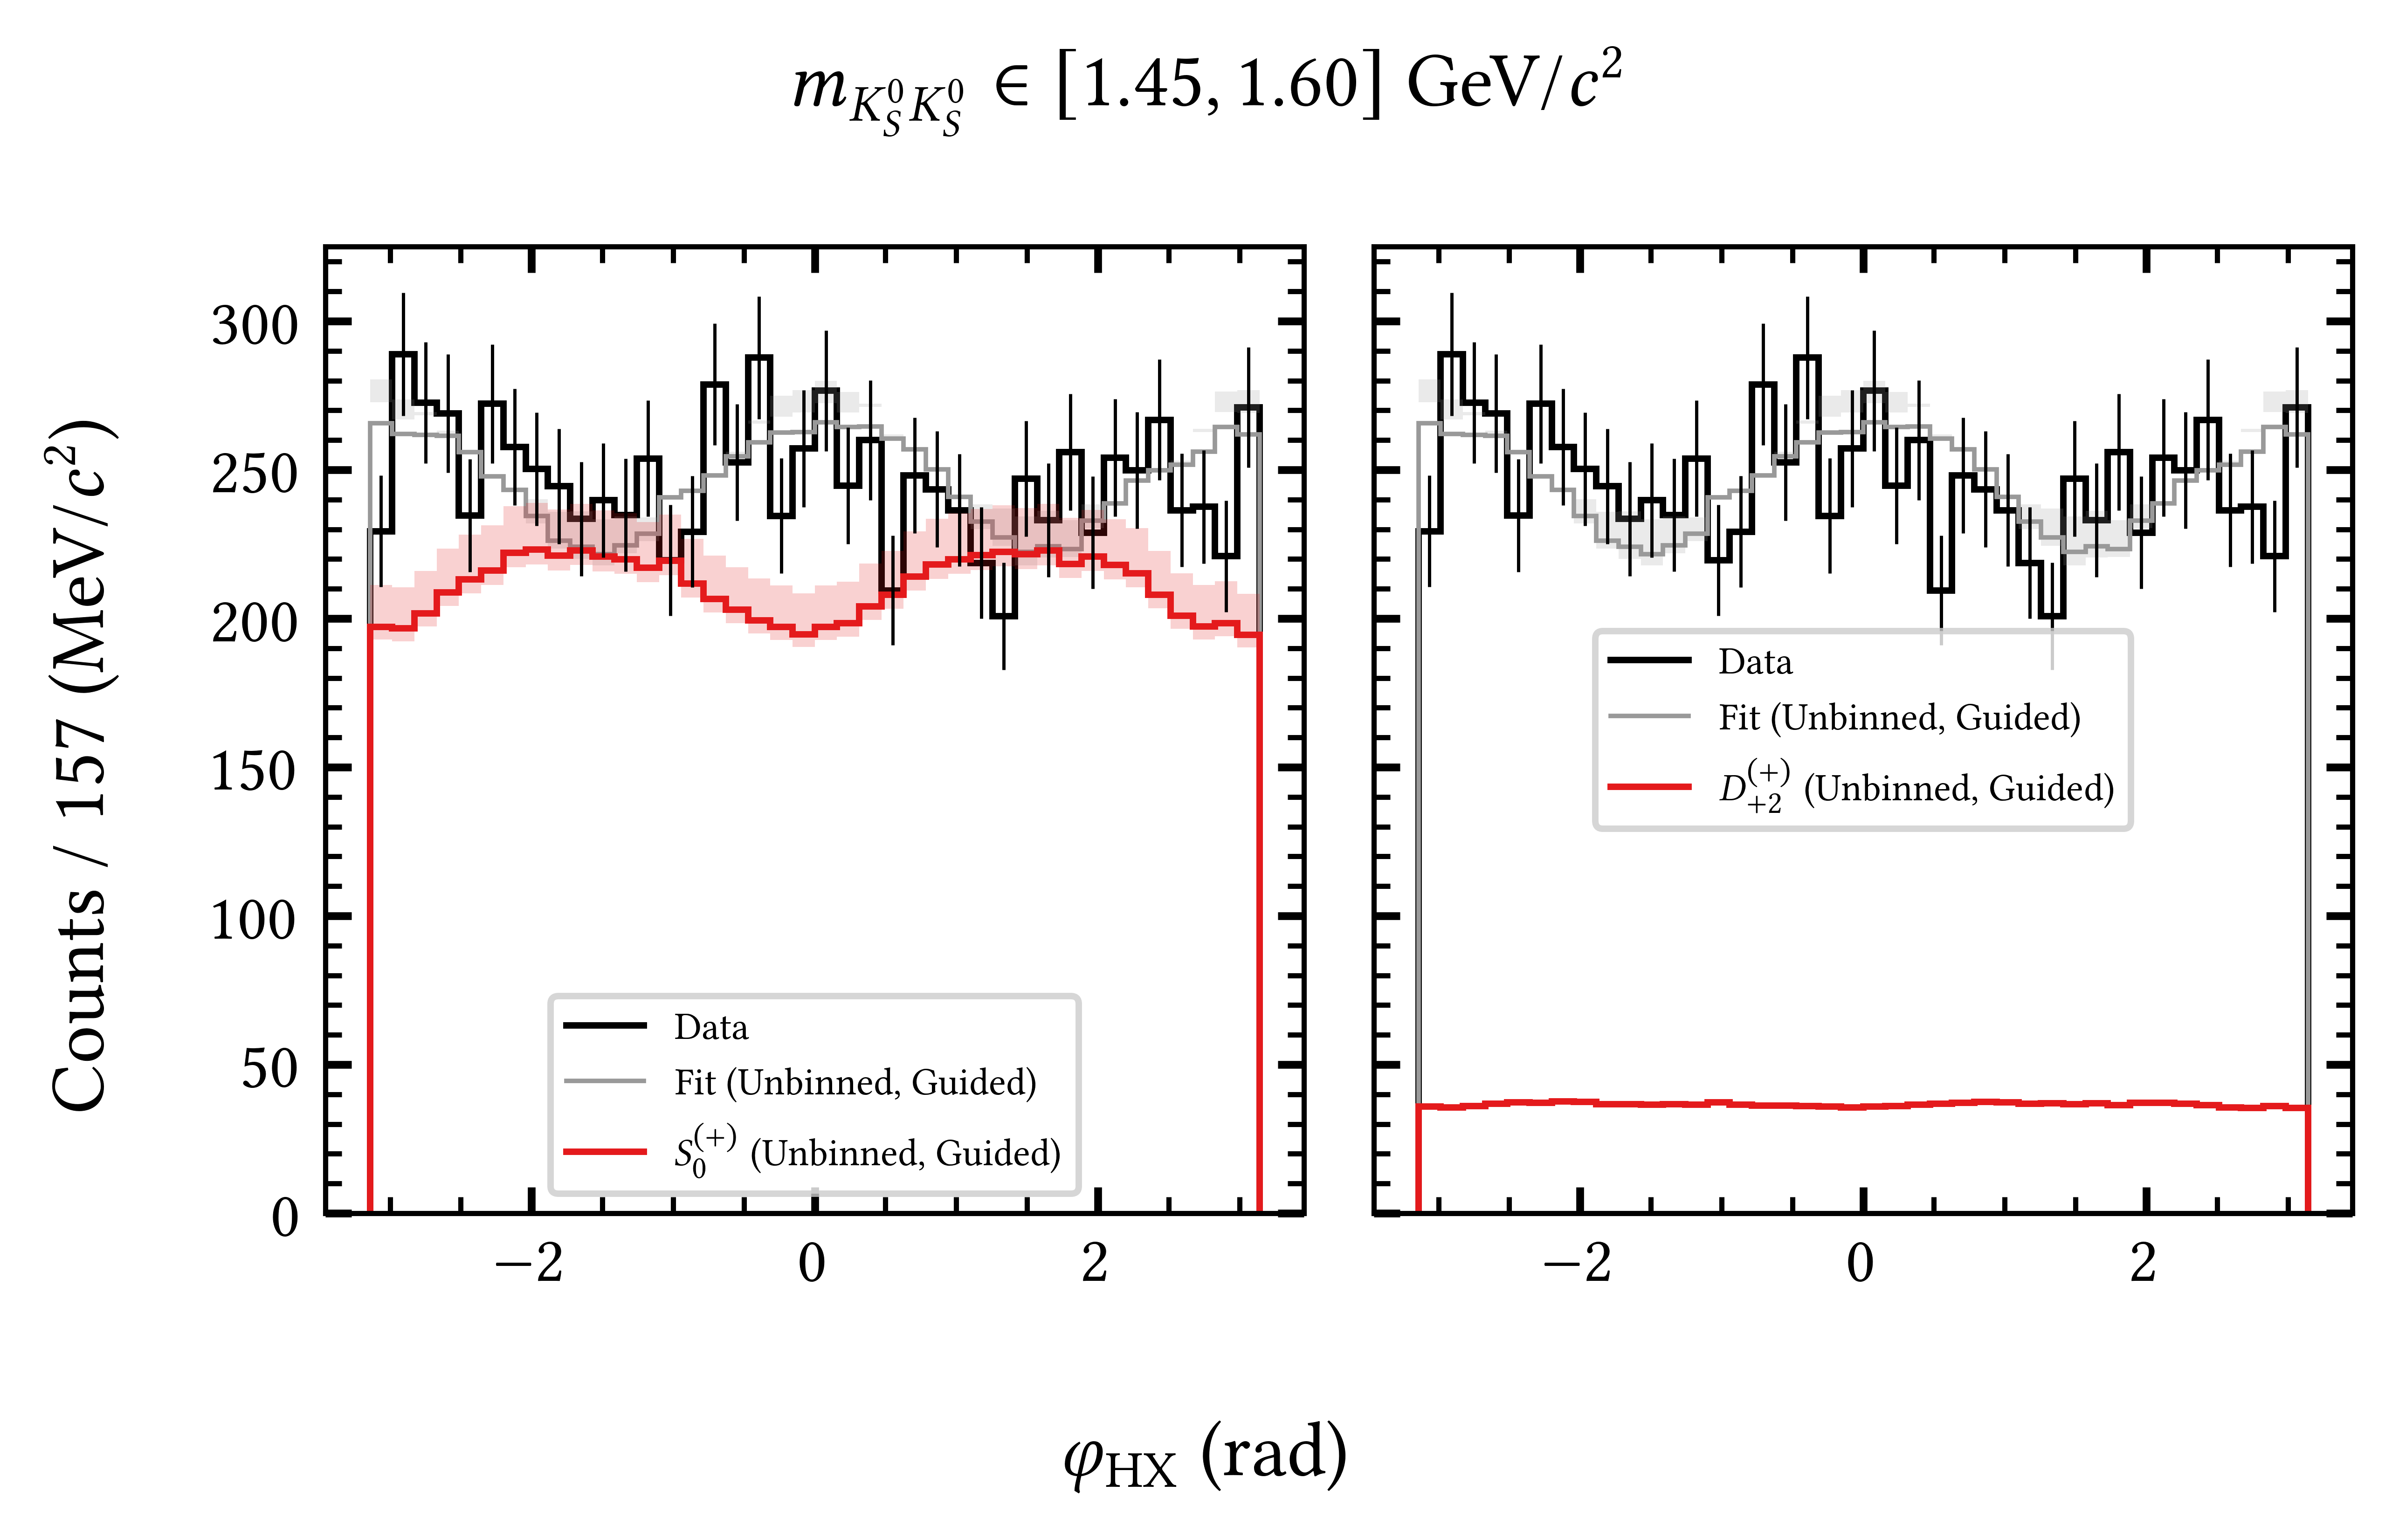 m_{K_S^0 K_S^0} ∈ [1.45, 1.60] GeV/c²
Counts / 157 (MeV/c²)
300
250
200
150
100
50
0
Data
Fit (Unbinned, Guided)
S_0^{(+)} (Unbinned, Guided)
−2
0
2
Data
Fit (Unbinned, Guided)
D_{+2}^{(+)} (Unbinned, Guided)
−2
0
2
φ_{HX} (rad)